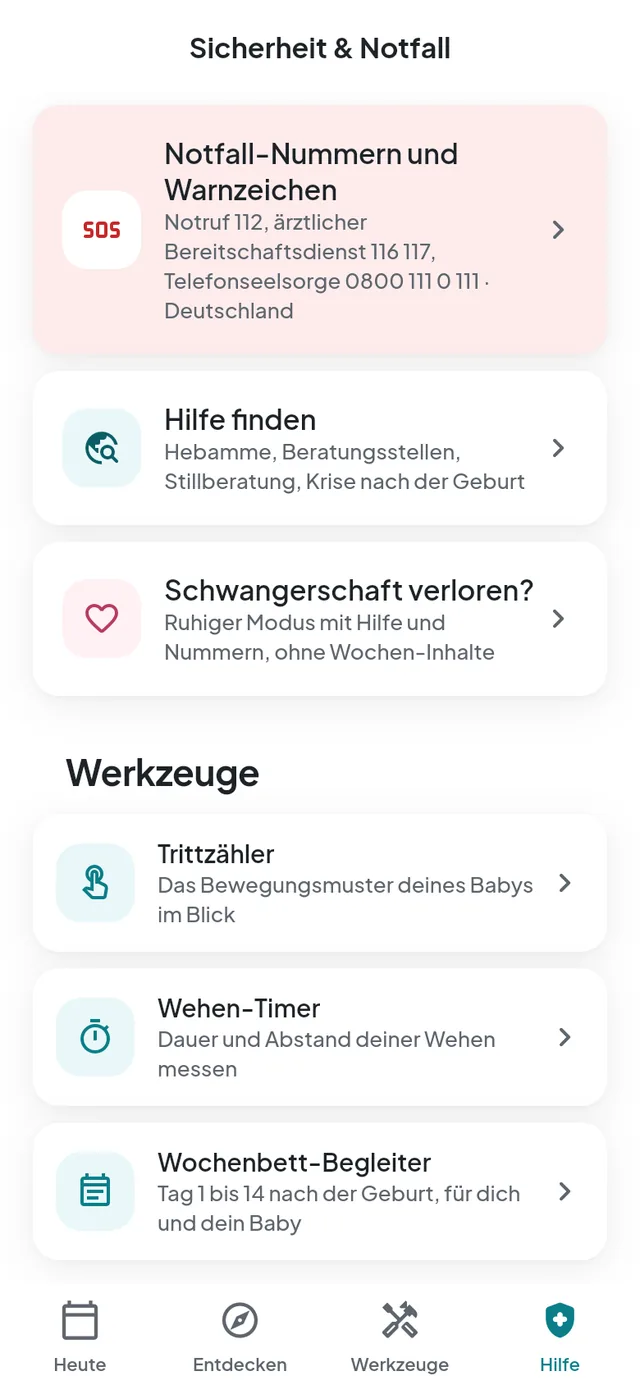 Sicherheit & Notfall
Notfall-Nummern und
Warnzeichen
SOS
Notruf 112, ärztlicher
Bereitschaftsdienst 116 117,
Telefonseelsorge 0800 111 0 111 ·
Deutschland
Hilfe finden
Hebamme, Beratungsstellen,
Stillberatung, Krise nach der Geburt
Schwangerschaft verloren?
Ruhiger Modus mit Hilfe und
Nummern, ohne Wochen-Inhalte
Werkzeuge
Trittzähler
Das Bewegungsmuster deines Babys
im Blick
Wehen-Timer
Dauer und Abstand deiner Wehen
messen
Wochenbett-Begleiter
Tag 1 bis 14 nach der Geburt, für dich
und dein Baby
Heute
Entdecken
Werkzeuge
Hilfe